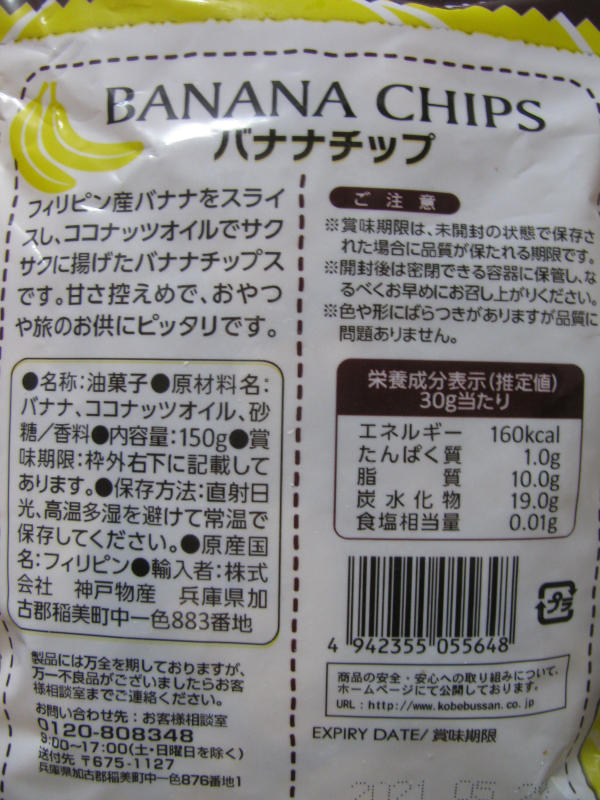 BANANA CHIPS
バナナチップ
フィリピン産バナナをスライ
スし、ココナッツオイルでサク
サクに揚げたバナナチップス
です。甘さ控えめで、おやつ
や旅のお供にピッタリです。
●名称:油菓子●原材料名:
バナナ、ココナッツオイル、砂
糖/香料●内容量:150g●賞
味期限:枠外右下に記載して
あります。●保存方法:直射日
光、高温多湿を避けて常温で
保存してください。●原産国
名:フィリピン●輸入者:株式
会社 神戸物産 兵庫県加
古郡稲美町中一色883番地
製品には万全を期しておりますが、
万一不良品がございましたらお客
様相談室までご連絡ください。
お問い合わせ先:お客様相談室
0120-808348
9:00~17:00(土・日曜日を除く)
送付先 〒675-1127
兵庫県加古郡稲美町中一色876番地1
ご注意
※賞味期限は、未開封の状態で保存さ
れた場合に品質が保たれる期限です。
※開封後は密閉できる容器に保管し、な
るべくお早めにお召し上がりください。
※色や形にばらつきがありますが品質に
問題ありません。
栄養成分表示(推定値)
30g当たり
エネルギー 160kcal
たんぱく質 1.0g
脂質 10.0g
炭水化物 19.0g
食塩相当量 0.01g
プラ
4 942355 055648
商品の安全・安心への取り組みについて、
ホームページにて公開しております。
URL:http://www.kobebussan.co.jp
EXPIRY DATE/賞味期限
2021.05